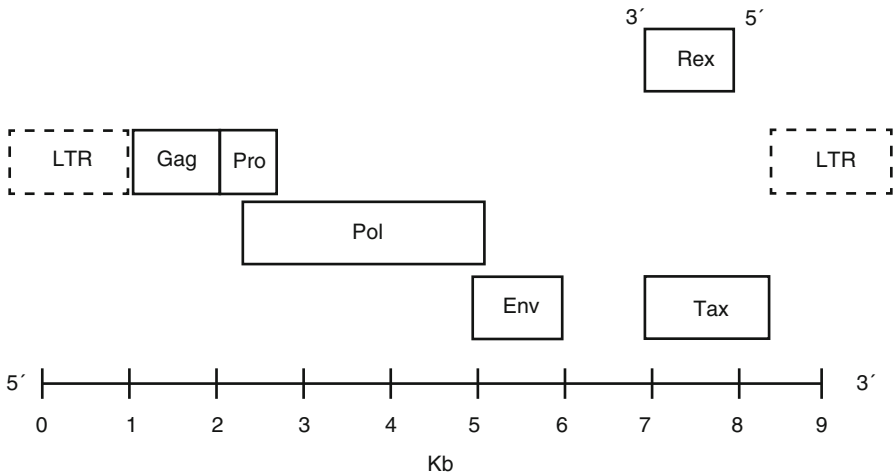 3´ 5´
Rex
LTR Gag Pro LTR
Pol
Env Tax
5´ 3´
0 1 2 3 4 5 6 7 8 9
Kb